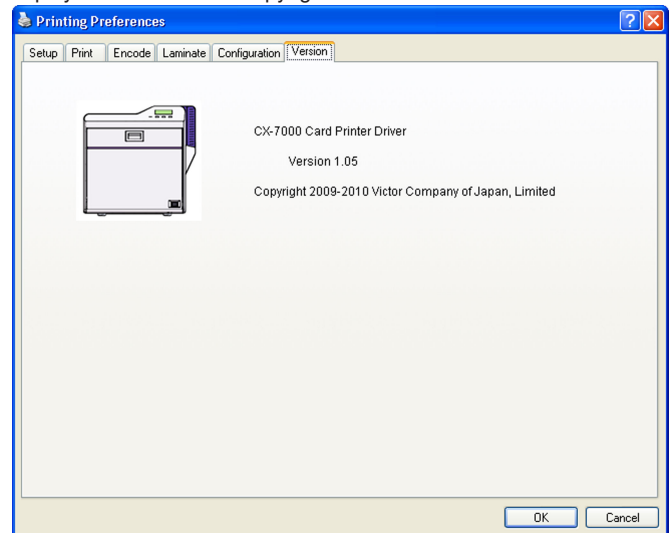 Printing Preferences
Setup Print Encode Laminate Configuration Version
CX-7000 Card Printer Driver
Version 1.05
Copyright 2009-2010 Victor Company of Japan, Limited
OK Cancel